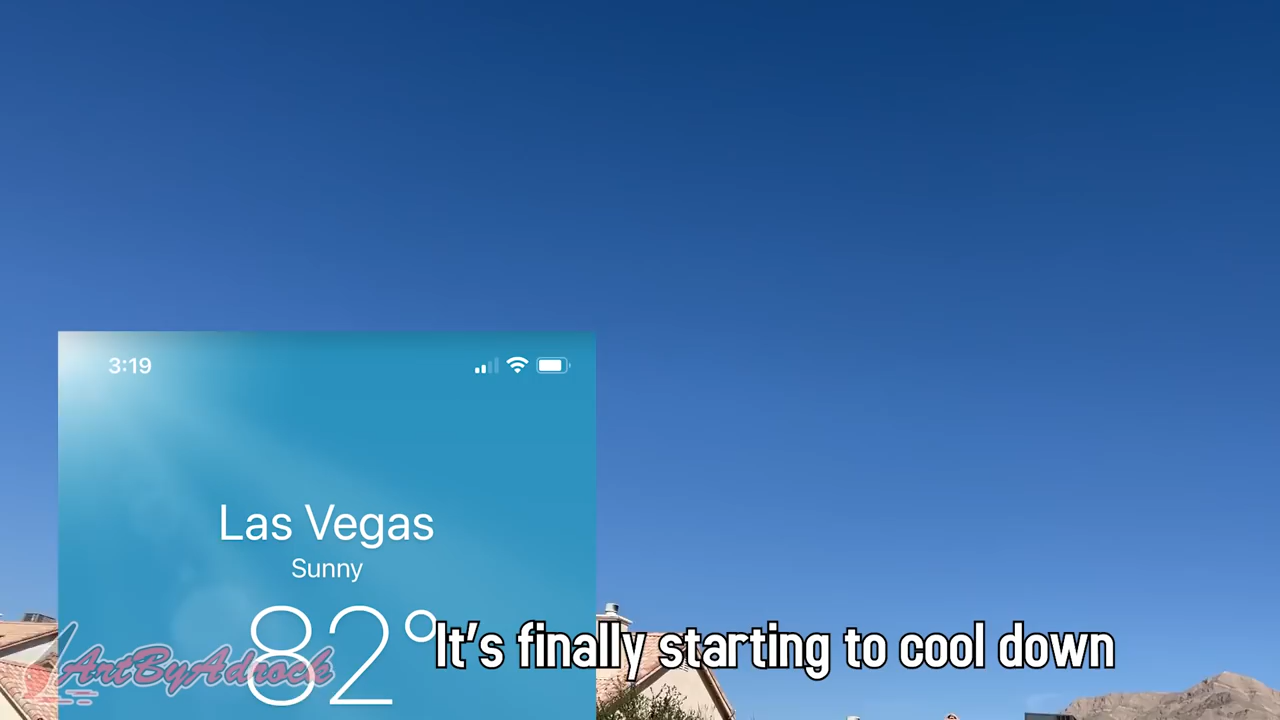 3:19
Las Vegas
Sunny
82°
It's finally starting to cool down
ArtByAdrock